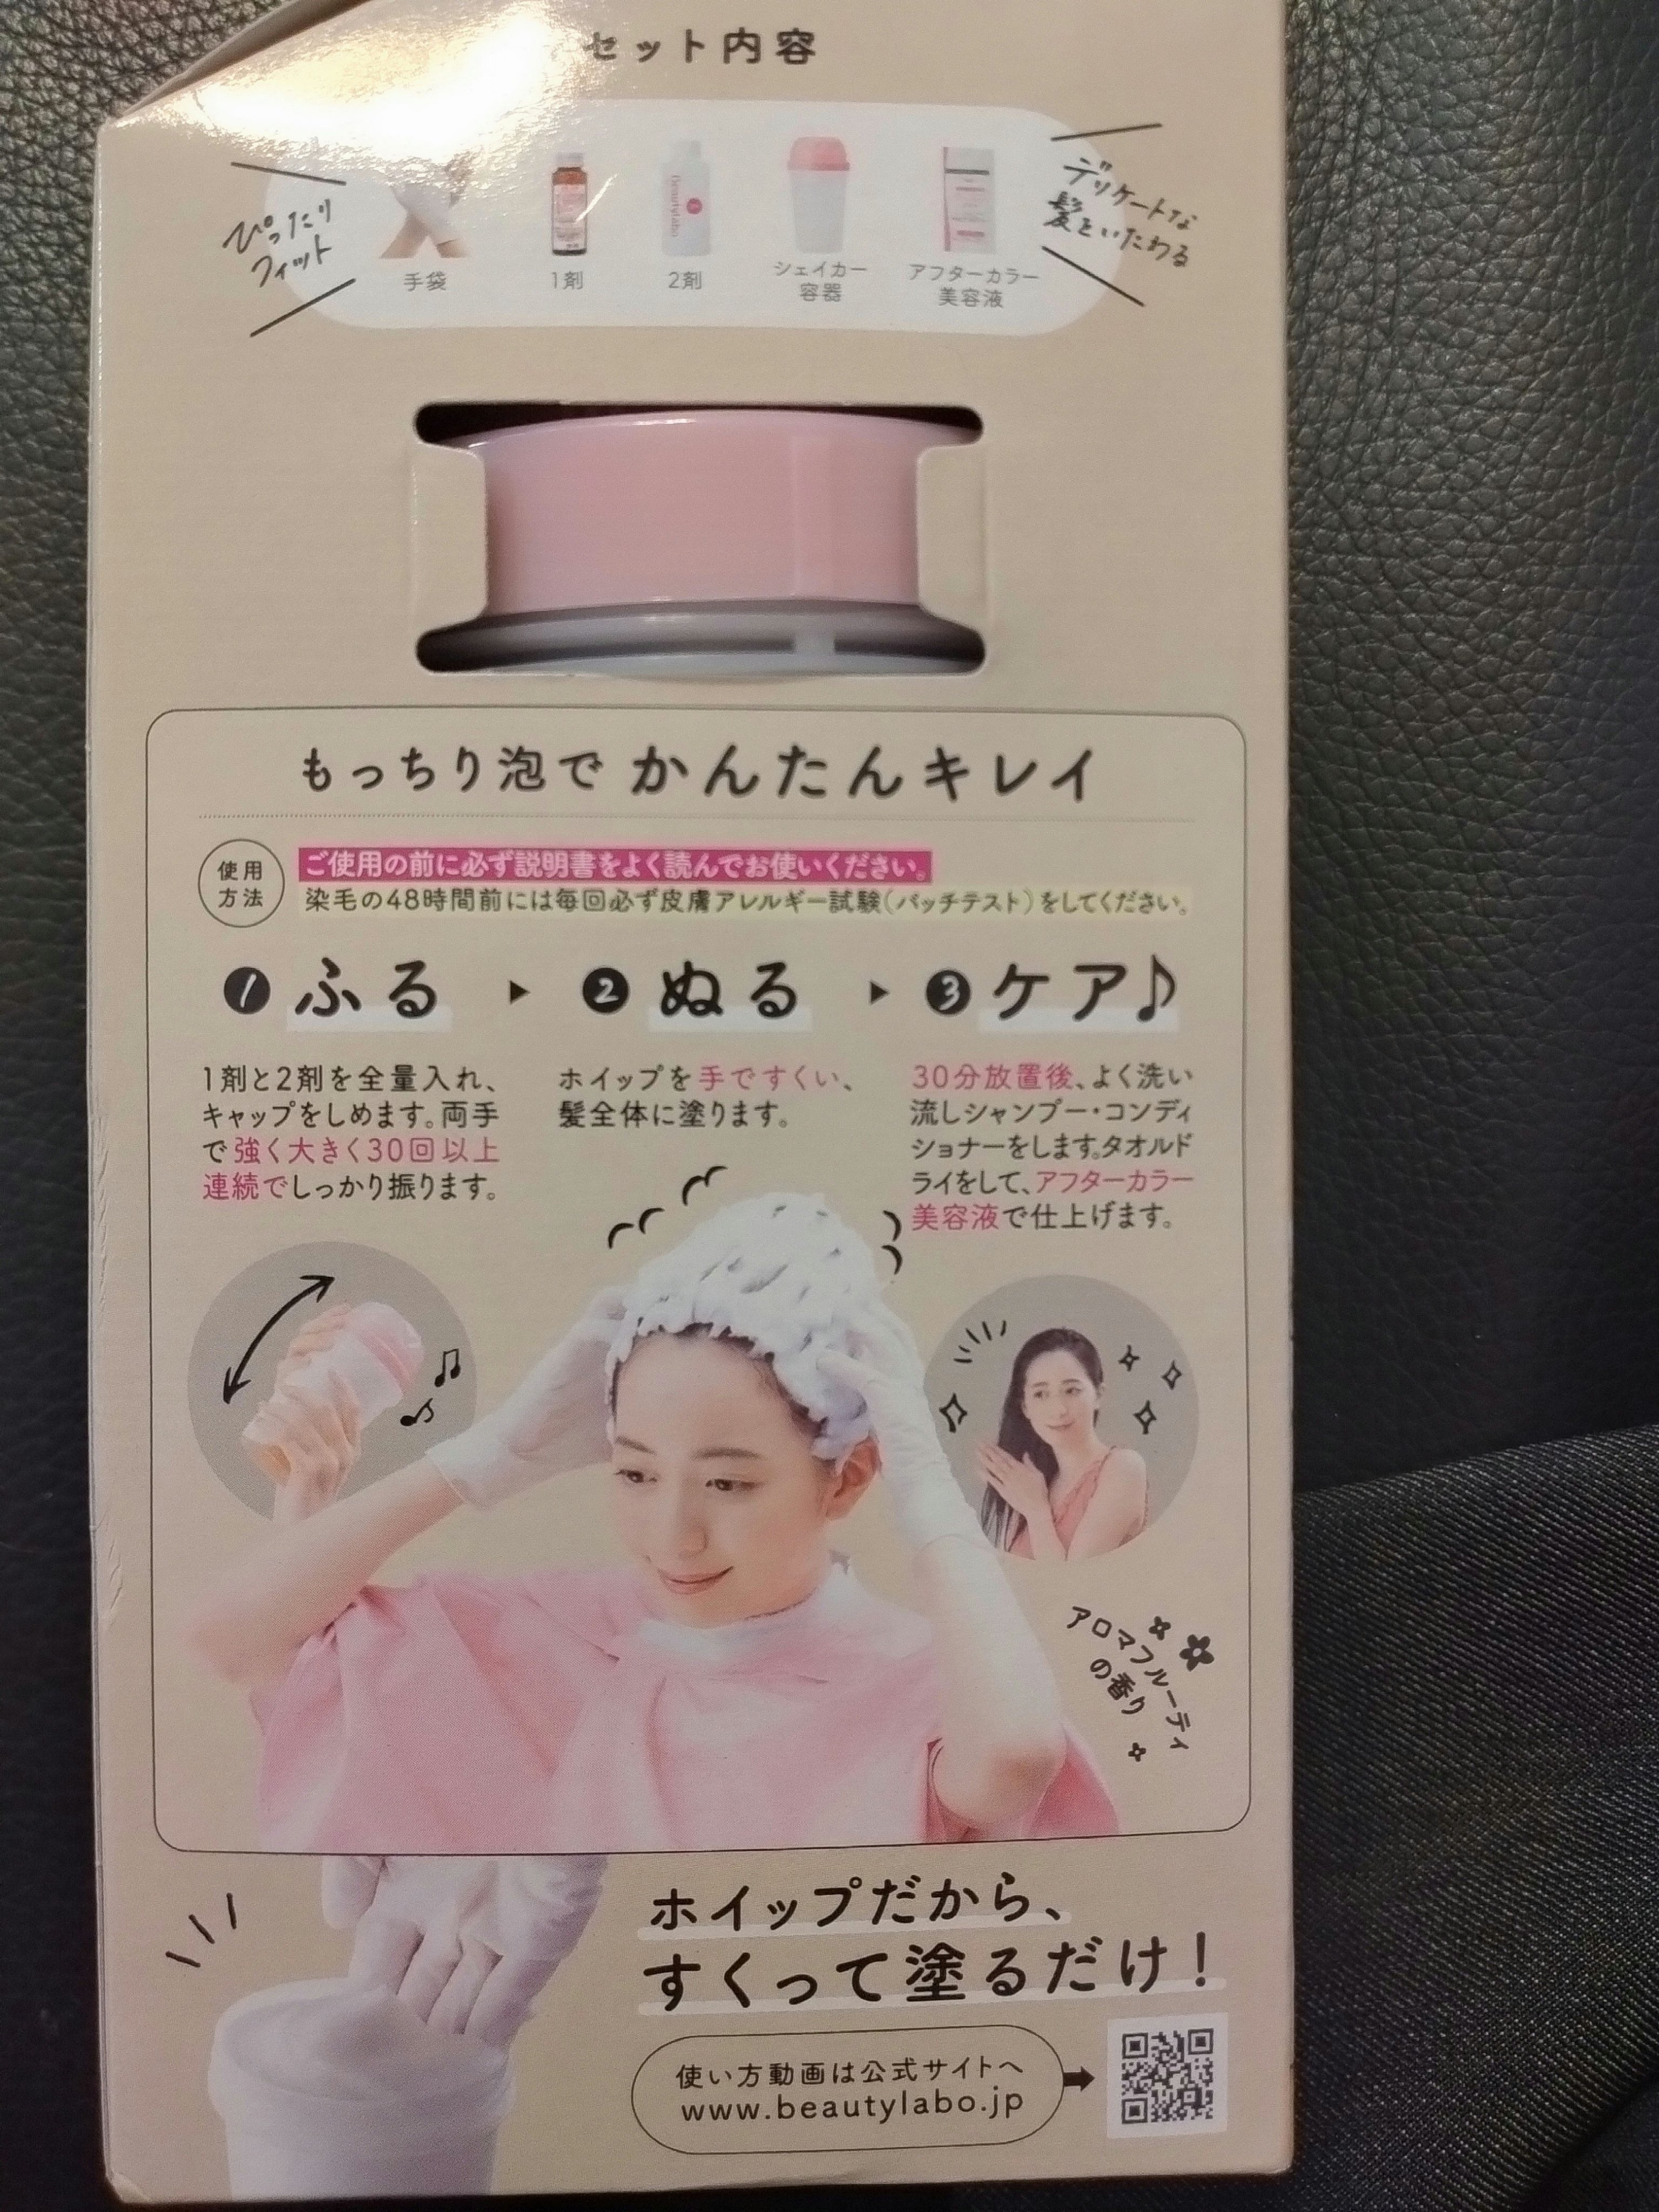 セット内容
ぴったり
フィット
手袋
1剤
2剤
シェイカー
容器
アフターカラー
美容液
デリケートな
髪をいたわる
Beautylabo
もっちり泡でかんたんキレイ
使用
方法
ご使用の前に必ず説明書をよく読んでお使いください。
染毛の48時間前には毎回必ず皮膚アレルギー試験(パッチテスト)をしてください。
1 ふる ▶ 2 ぬる ▶ 3 ケア♪
1剤と2剤を全量入れ、
キャップをしめます。両手
で強く大きく30回以上
連続でしっかり振ります。
ホイップを手ですくい、
髪全体に塗ります。
30分放置後、よく洗い
流しシャンプー・コンディ
ショナーをします。タオルド
ライをして、アフターカラー
美容液で仕上げます。
アロマフルーティ
の香り
ホイップだから、
すくって塗るだけ!
使い方動画は公式サイトへ
www.beautylabo.jp